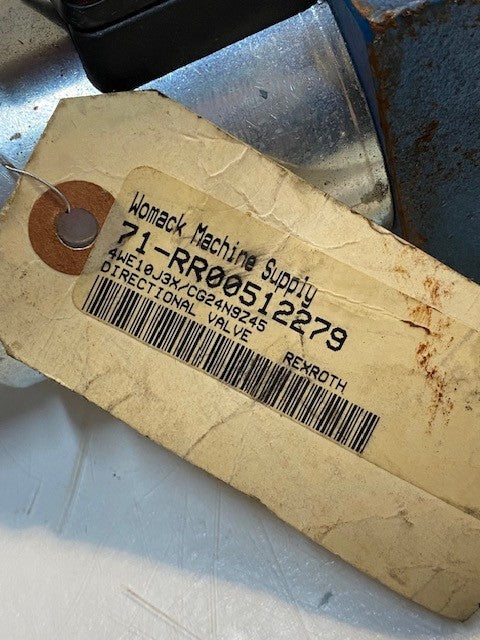 Womack Machine Supply
71-RR00512279
4WE10J3X/CG24N9Z45
DIRECTIONAL VALVE
REXROTH